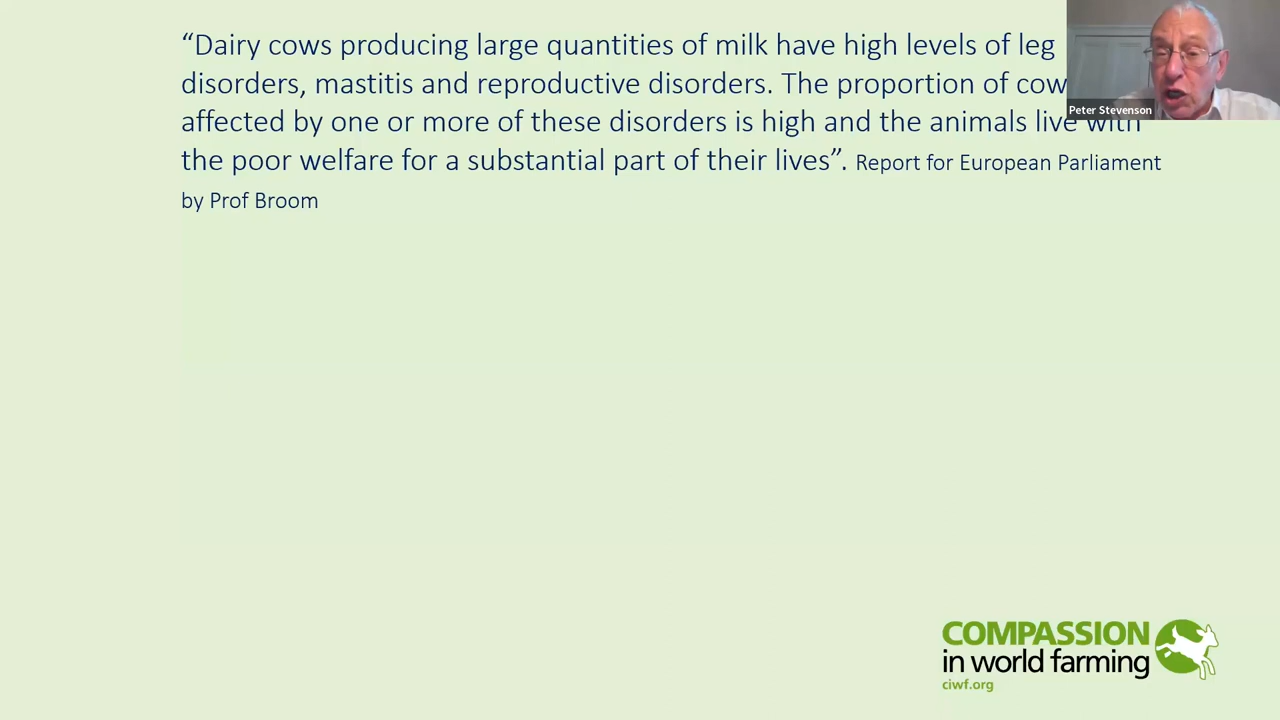 “Dairy cows producing large quantities of milk have high levels of leg
disorders, mastitis and reproductive disorders. The proportion of cow
affected by one or more of these disorders is high and the animals live with
the poor welfare for a substantial part of their lives”. Report for European Parliament
by Prof Broom
Peter Stevenson
COMPASSION
in world farming
ciwf.org